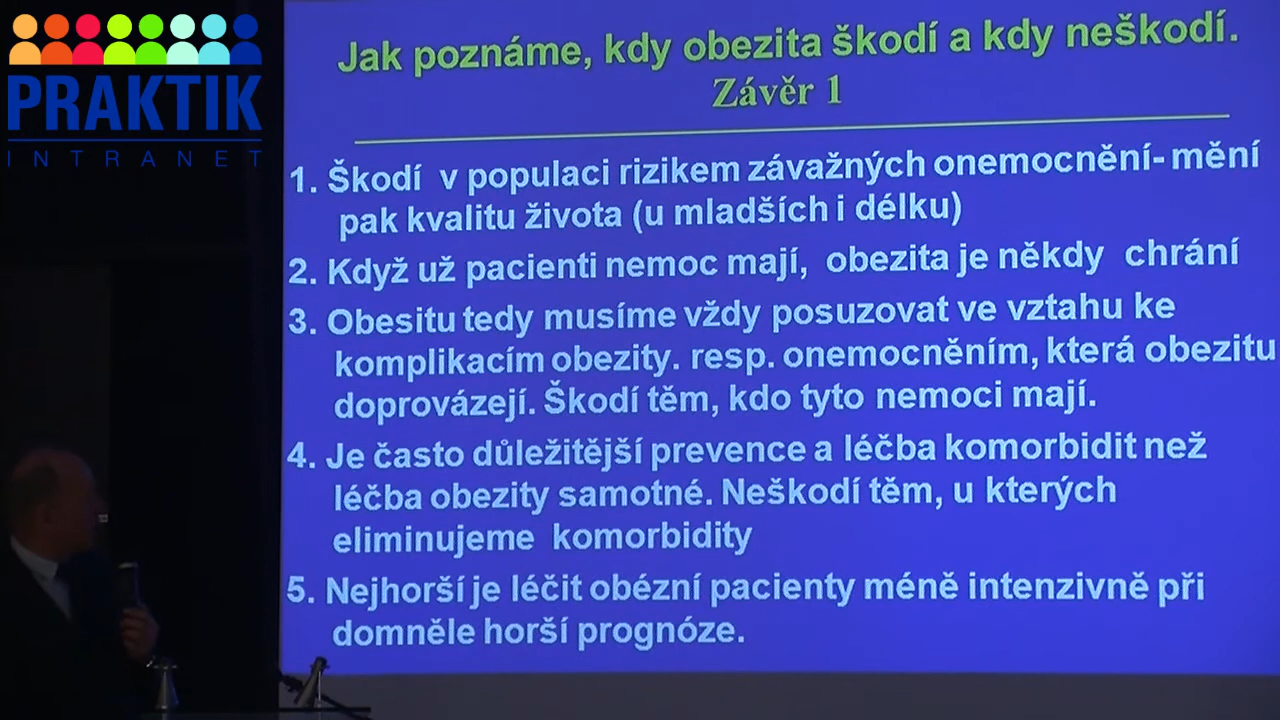 PRAKTIK
INTRANET
Jak poznáme, kdy obezita škodí a kdy neškodí.
Závěr 1
1. Škodí v populaci rizikem závažných onemocnění- mění
pak kvalitu života (u mladších i délku)
2. Když už pacienti nemoc mají, obezita je někdy chrání
3. Obesitu tedy musíme vždy posuzovat ve vztahu ke
komplikacím obezity. resp. onemocněním, která obezitu
doprovázejí. Škodí těm, kdo tyto nemoci mají.
4. Je často důležitější prevence a léčba komorbidit než
léčba obezity samotné. Neškodí těm, u kterých
eliminujeme komorbidity
5. Nejhorší je léčit obézní pacienty méně intenzivně při
domněle horší prognóze.